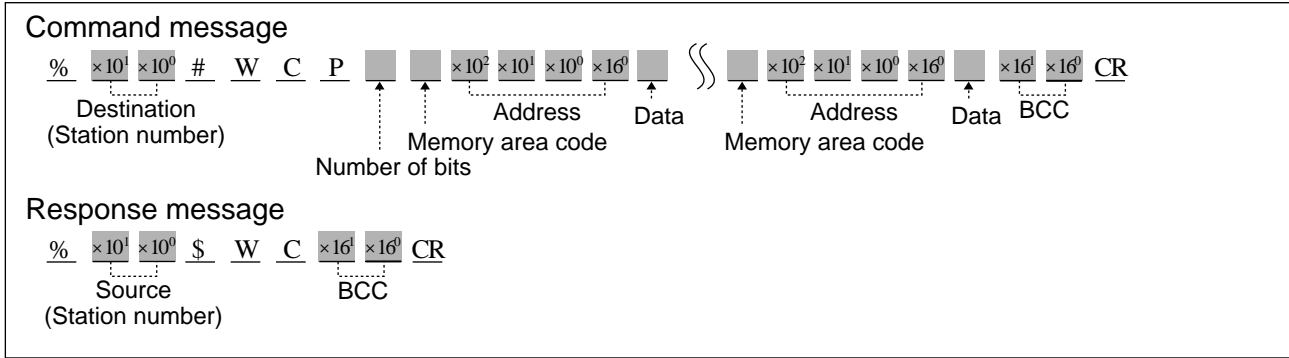 Command message
% ×10¹ ×10⁰ # W C P ×10² ×10¹ ×10⁰ ×16⁰ ×10² ×10¹ ×10⁰ ×16⁰ ×16¹ ×16⁰ CR
Destination
(Station number)
Address Data Address Data BCC
Memory area code Memory area code
Number of bits
Response message
% ×10¹ ×10⁰ $ W C ×16¹ ×16⁰ CR
Source
(Station number)
BCC